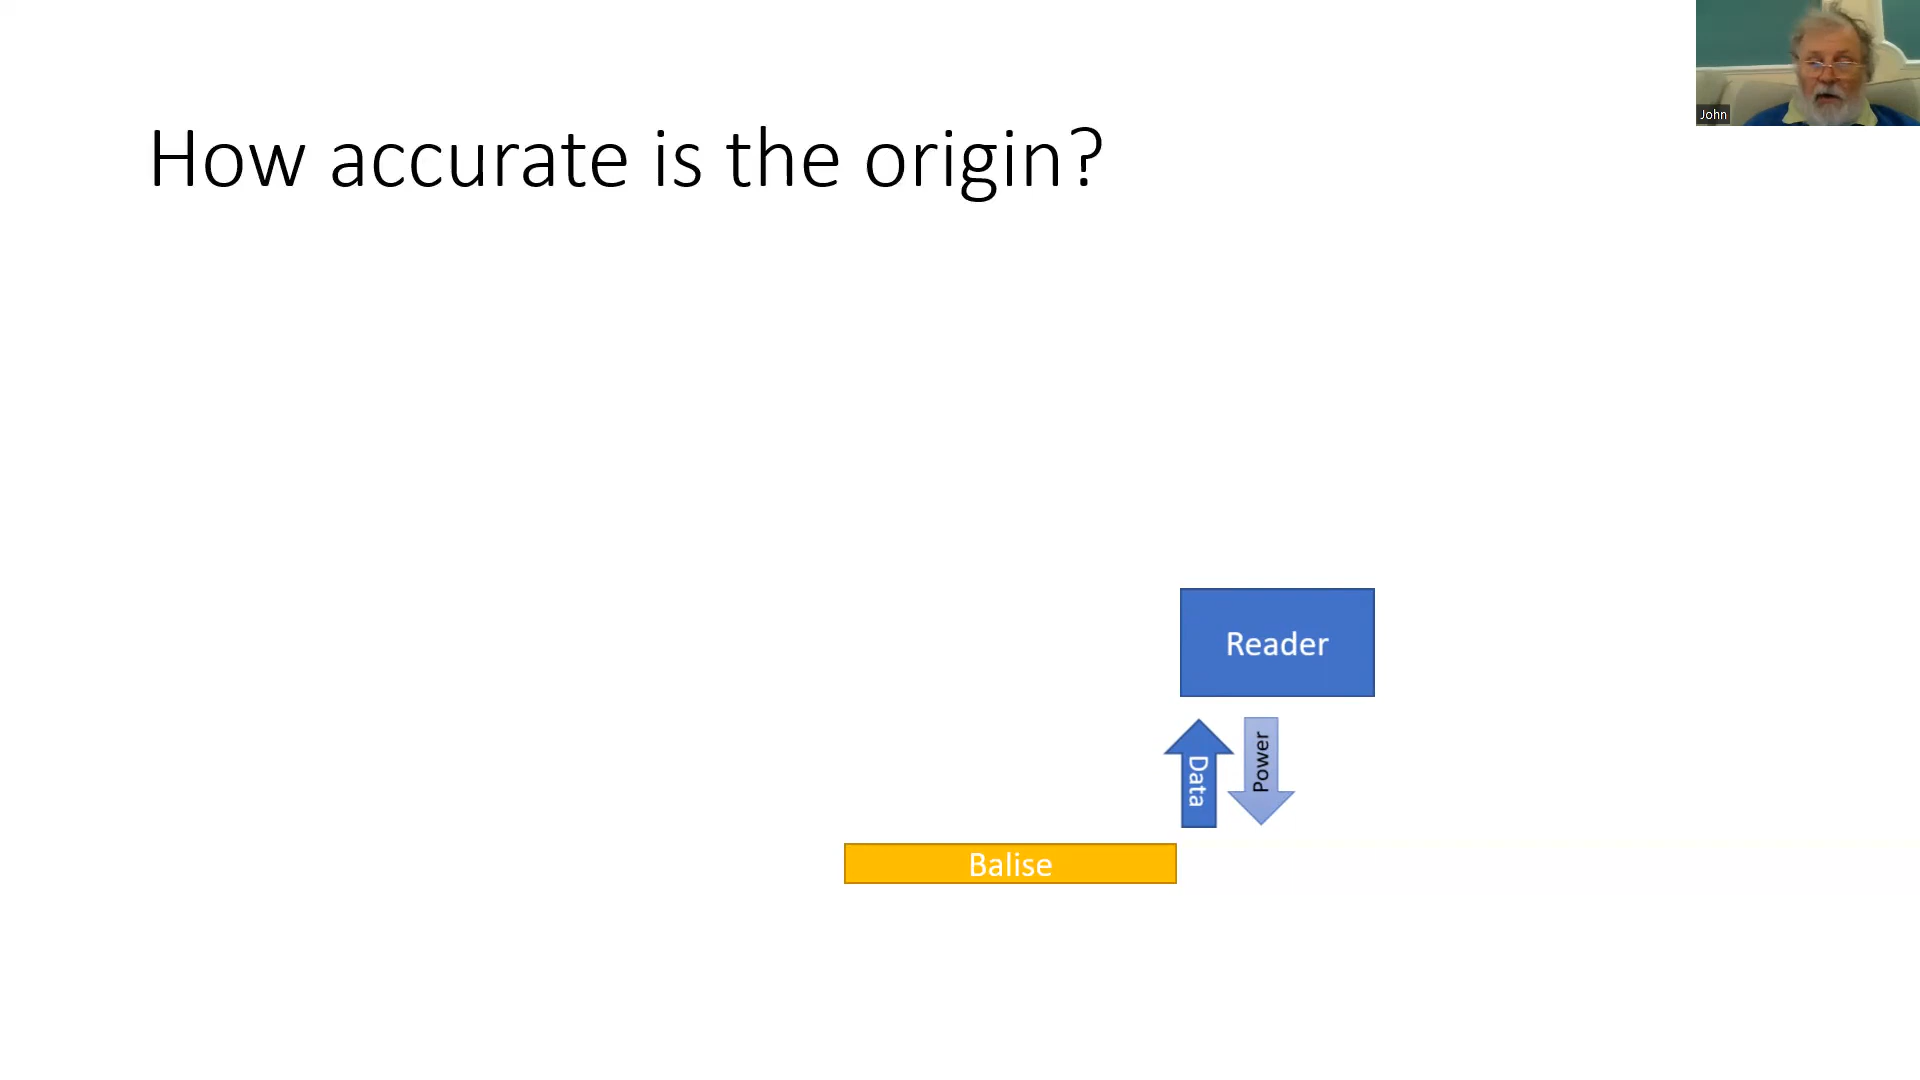 John
How accurate is the origin?
Reader
Data
Power
Balise